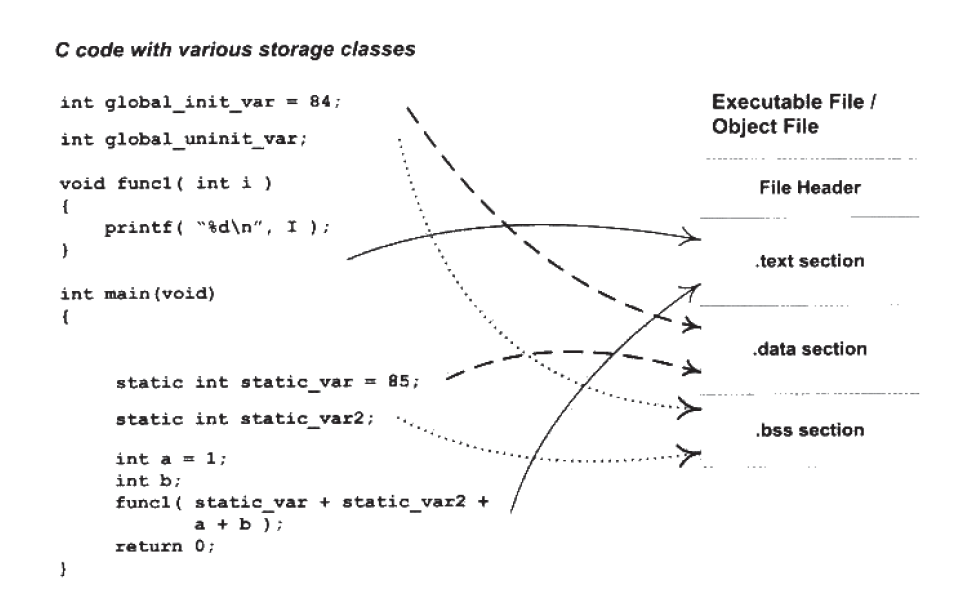 C code with various storage classes
int global_init_var = 84;
int global_uninit_var;
void func1( int i )
{
printf( "%d\n", I );
}
int main(void)
{
static int static_var = 85;
static int static_var2;
int a = 1;
int b;
func1( static_var + static_var2 +
a + b );
return 0;
}
Executable File /
Object File
File Header
.text section
.data section
.bss section